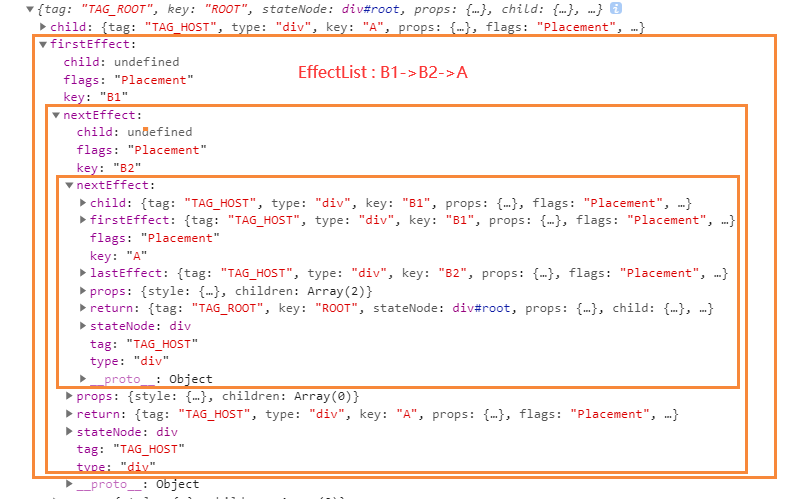 ▼{tag: "TAG_ROOT", key: "ROOT", stateNode: div#root, props: {…}, child: {…}, …}
▶child: {tag: "TAG_HOST", type: "div", key: "A", props: {…}, flags: "Placement", …}
▼firstEffect:
child: undefined
EffectList : B1->B2->A
flags: "Placement"
key: "B1"
▼nextEffect:
child: undefined
flags: "Placement"
key: "B2"
▼nextEffect:
▶child: {tag: "TAG_HOST", type: "div", key: "B1", props: {…}, flags: "Placement", …}
▶firstEffect: {tag: "TAG_HOST", type: "div", key: "B1", props: {…}, flags: "Placement", …}
flags: "Placement"
key: "A"
▶lastEffect: {tag: "TAG_HOST", type: "div", key: "B2", props: {…}, flags: "Placement", …}
▶props: {style: {…}, children: Array(2)}
▶return: {tag: "TAG_ROOT", key: "ROOT", stateNode: div#root, props: {…}, child: {…}, …}
▶stateNode: div
tag: "TAG_HOST"
type: "div"
▶__proto__: Object
▶props: {style: {…}, children: Array(0)}
▶return: {tag: "TAG_HOST", type: "div", key: "A", props: {…}, flags: "Placement", …}
▶stateNode: div
tag: "TAG_HOST"
type: "div"
▶__proto__: Object